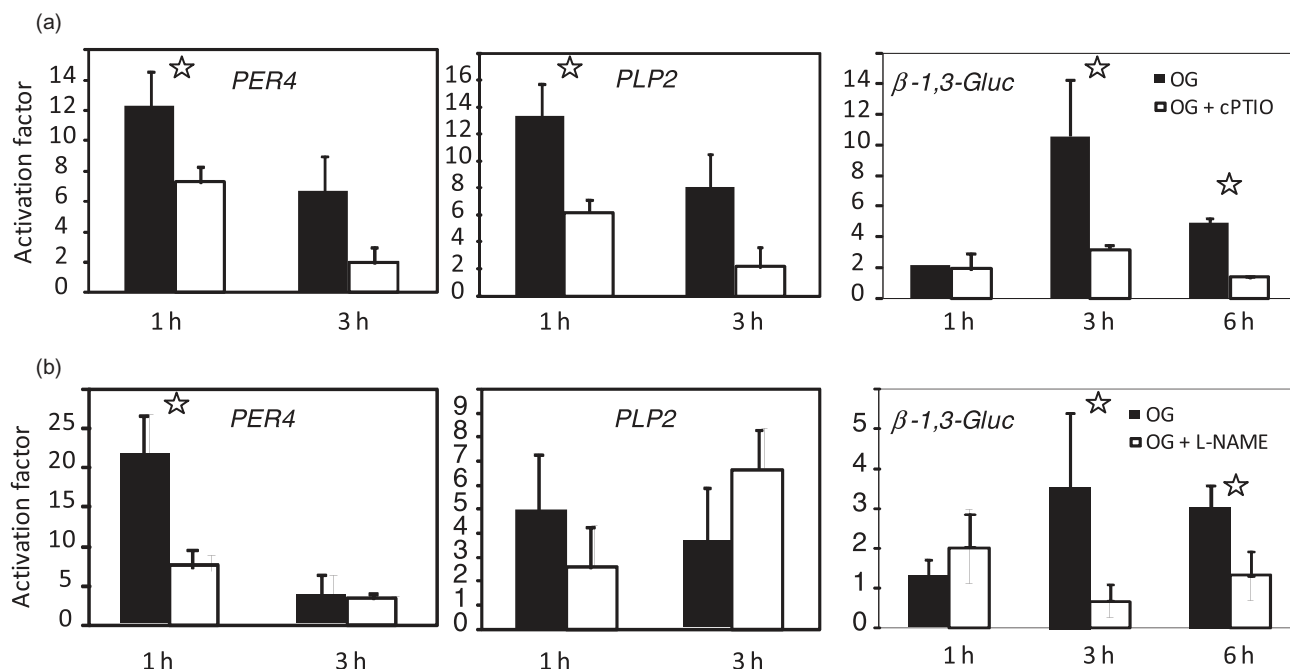 (a)
PER4
PLP2
β-1,3-Gluc
OG
OG + cPTIO
Activation factor
14
12
10
8
6
4
2
0
1 h
3 h
18
16
14
12
10
8
6
4
2
0
1 h
3 h
14
12
10
8
6
4
2
0
1 h
3 h
6h
(b)
PER4
PLP2
β-1,3-Gluc
OG
OG + L-NAME
Activation factor
25
20
15
10
5
0
1 h
3 h
9
8
7
6
5
4
3
2
1
0
1 h
3 h
5
4
3
2
1
0
1 h
3 h
6 h